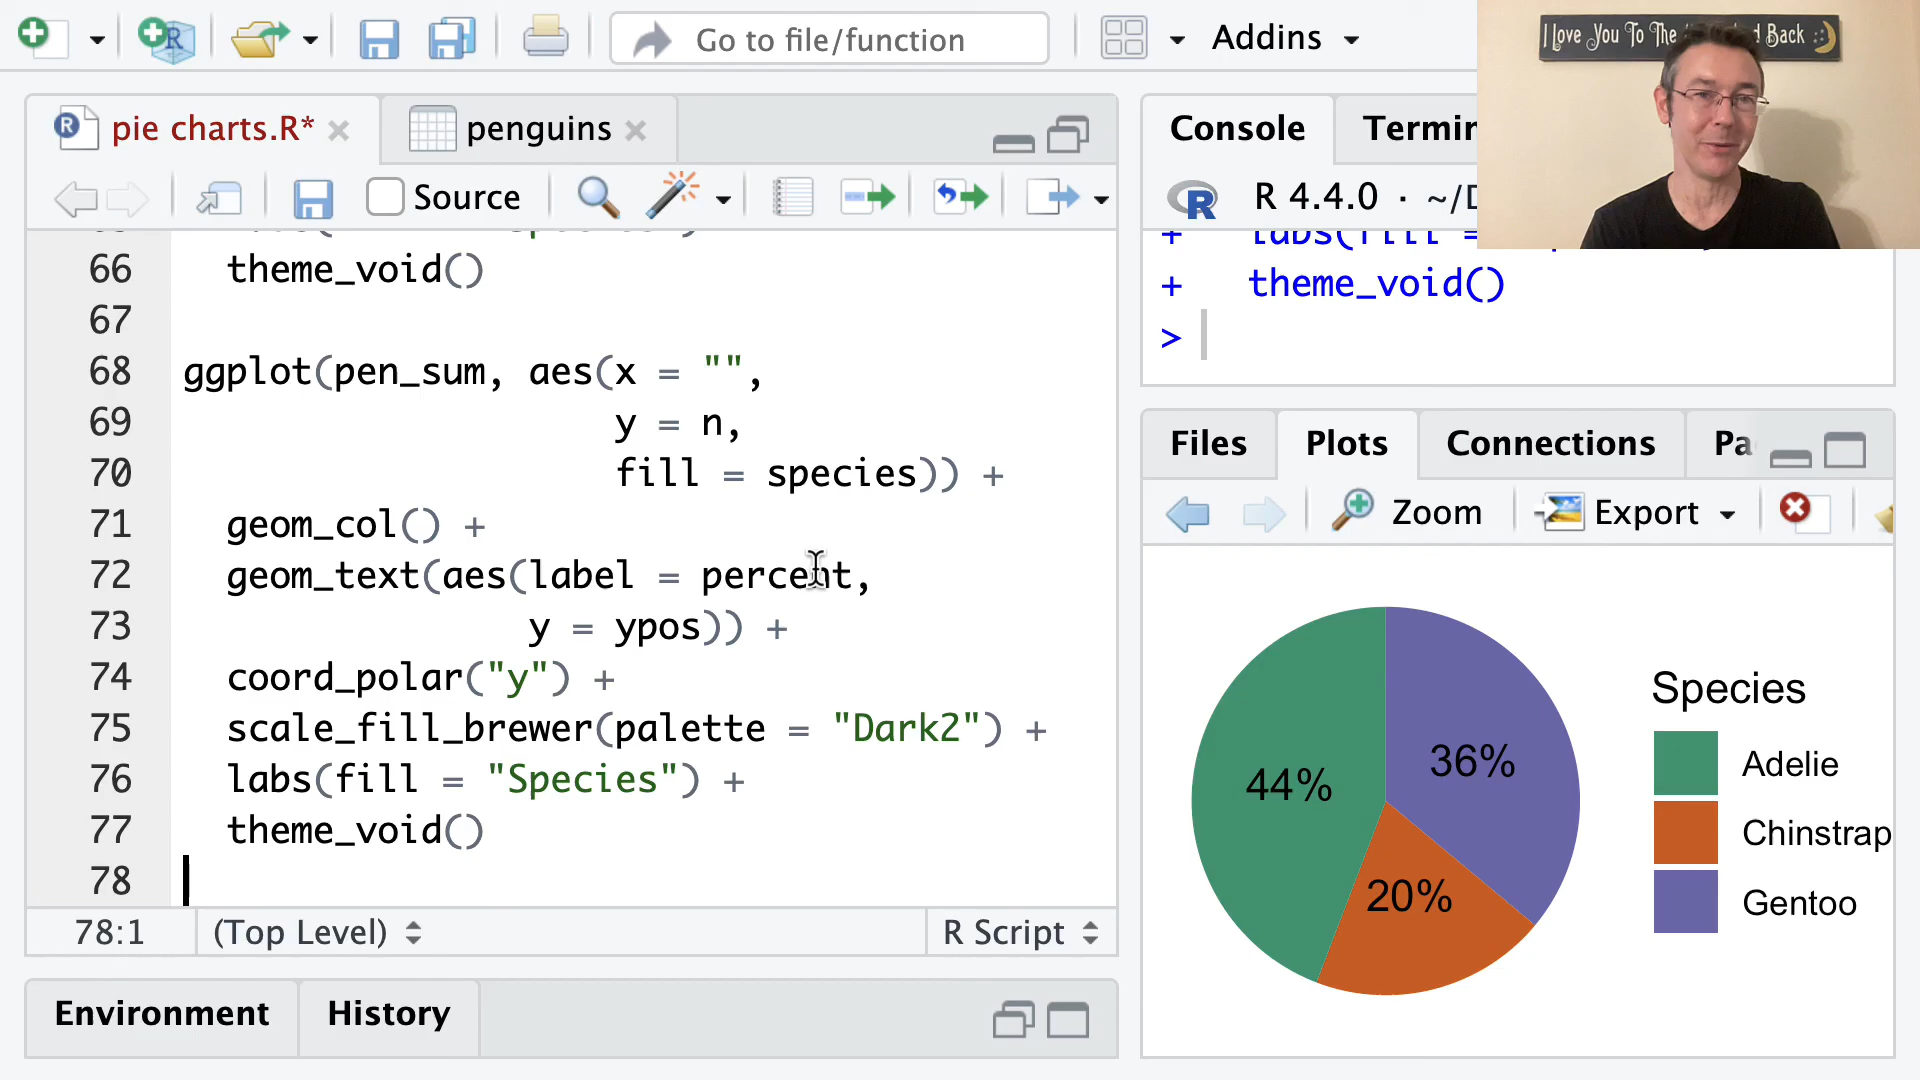 Go to file/function
Addins
I love You To The
d Back
pie charts.R*
penguins
Source
66
theme_void()
67
68
ggplot(pen_sum, aes(x = "",
69
y = n,
70
fill = species)) +
71
geom_col() +
72
geom_text(aes(label = percent,
73
y = ypos)) +
74
coord_polar("y") +
75
scale_fill_brewer(palette = "Dark2") +
76
labs(fill = "Species") +
77
theme_void()
78
78:1
(Top Level)
R Script
Environment
History
Console
Termin
R 4.4.0 · ~/D
+ labs(fill =
+ theme_void()
>
Files
Plots
Connections
Pa
Zoom
Export
44%
36%
20%
Species
Adelie
Chinstrap
Gentoo